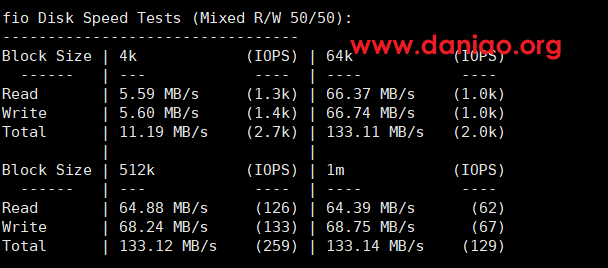 fio Disk Speed Tests (Mixed R/W 50/50):
---------------------------------
www.daniao.org
Block Size | 4k            (IOPS) | 64k           (IOPS)
  ------   | ---            ----  | ----           ----
Read       | 5.59 MB/s     (1.3k) | 66.37 MB/s    (1.0k)
Write      | 5.60 MB/s     (1.4k) | 66.74 MB/s    (1.0k)
Total      | 11.19 MB/s    (2.7k) | 133.11 MB/s   (2.0k)
           |                      |
Block Size | 512k          (IOPS) | 1m            (IOPS)
  ------   | ---            ----  | ---            ----
Read       | 64.88 MB/s     (126) | 64.39 MB/s      (62)
Write      | 68.24 MB/s     (133) | 68.75 MB/s      (67)
Total      | 133.12 MB/s    (259) | 133.14 MB/s    (129)